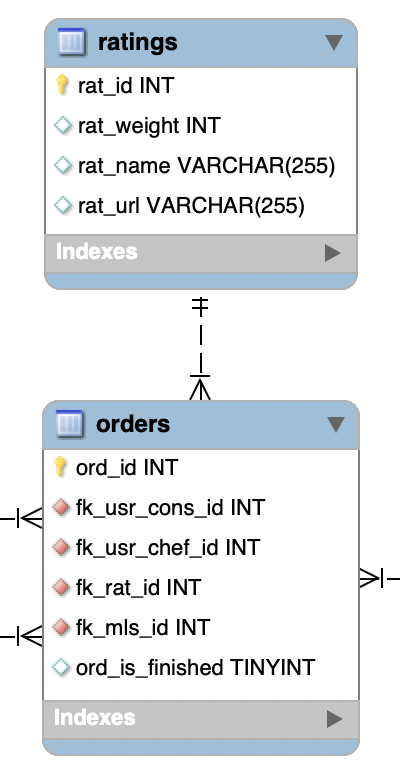 ratings
rat_id INT
rat_weight INT
rat_name VARCHAR(255)
rat_url VARCHAR(255)
Indexes
orders
ord_id INT
fk_usr_cons_id INT
fk_usr_chef_id INT
fk_rat_id INT
fk_mls_id INT
ord_is_finished TINYINT
Indexes